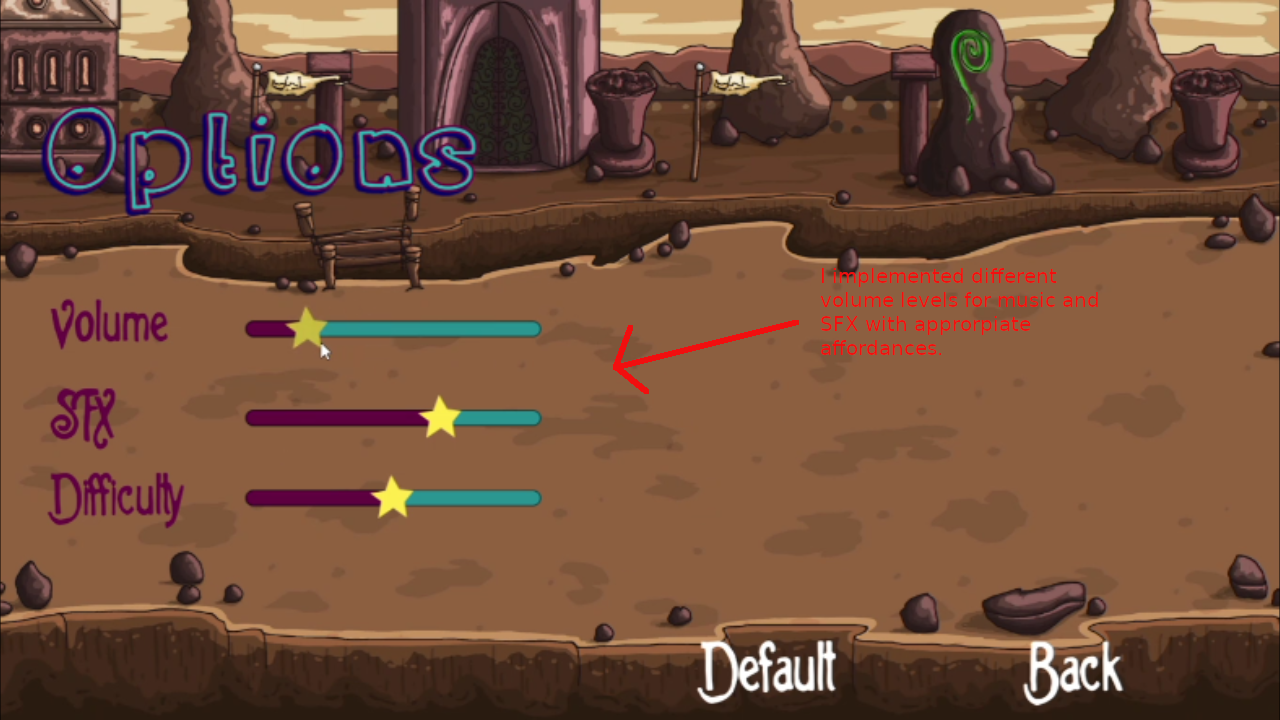 Options
I implemented different
volume levels for music and
SFX with approrpiate
affordances.
Volume
SFX
Difficulty
Default
Back